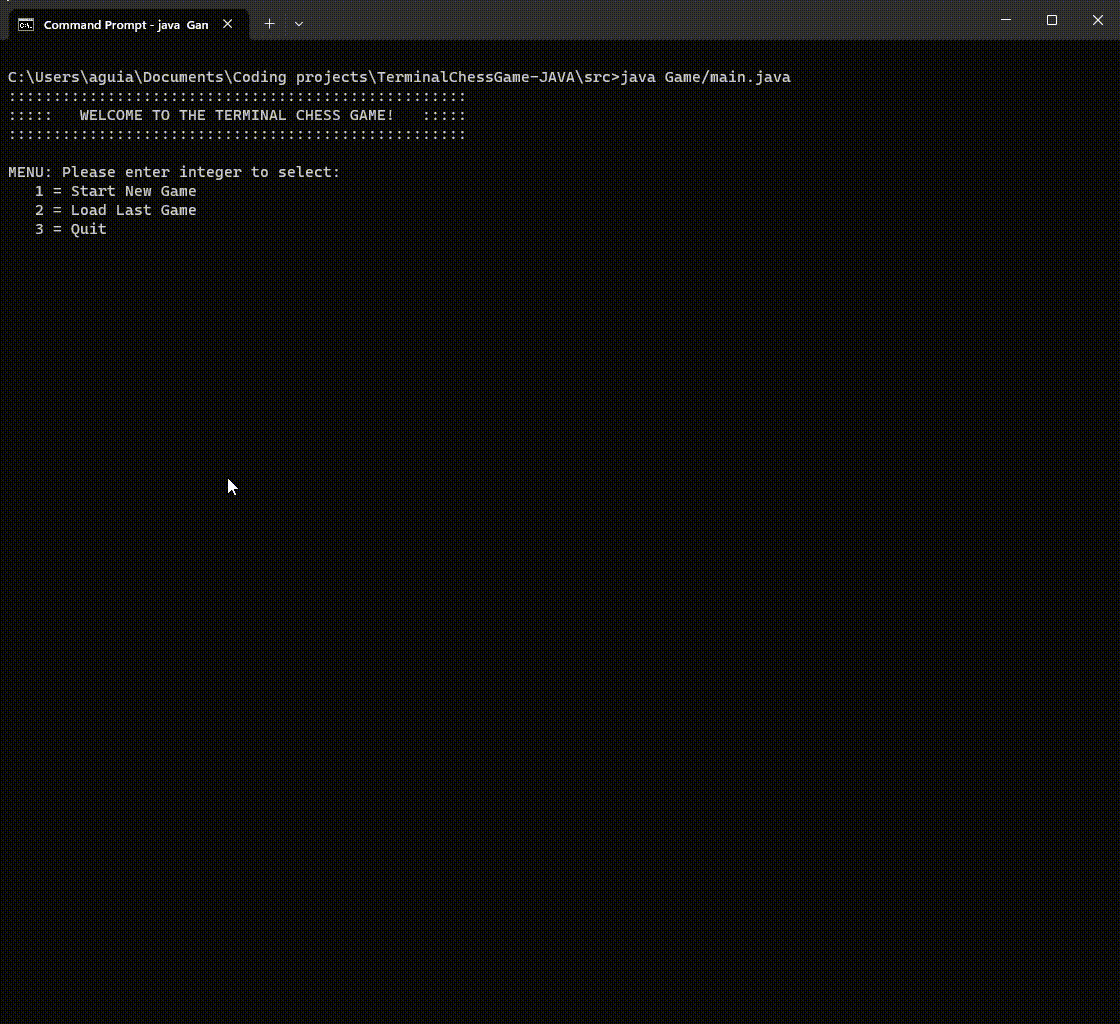 Command Prompt - java Gan
C:\Users\aguia\Documents\Coding projects\TerminalChessGame-JAVA\src>java Game/main.java
:::::::::::::::::::::::::::::::::::::::::::::::::::
:::::   WELCOME TO THE TERMINAL CHESS GAME!   :::::
:::::::::::::::::::::::::::::::::::::::::::::::::::
MENU: Please enter integer to select:
1 = Start New Game
2 = Load Last Game
3 = Quit